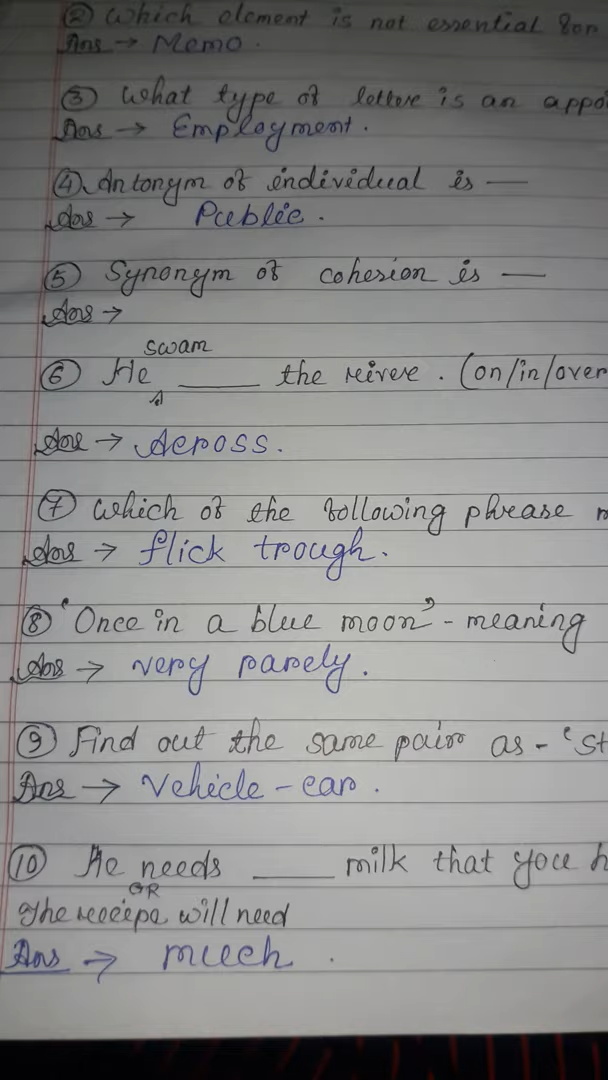 ② Which element is not essential for
Ans → Memo.
③ What type of letter is an appoi
Ans → Employment.
④ Antonym of individual is —
Ans → Public.
⑤ Synonym of cohesion is —
Ans →
swam
⑥ He ____ the river. (on/in/over
Ans → Across.
⑦ Which of the following phrase
Ans → flick trough.
⑧ 'Once in a blue moon' - meaning
Ans → very rarely.
⑨ Find out the same pair as - 'St
Ans → Vehicle - car.
⑩ He needs ____ milk that you h
OR
The receipe will need
Ans → much.